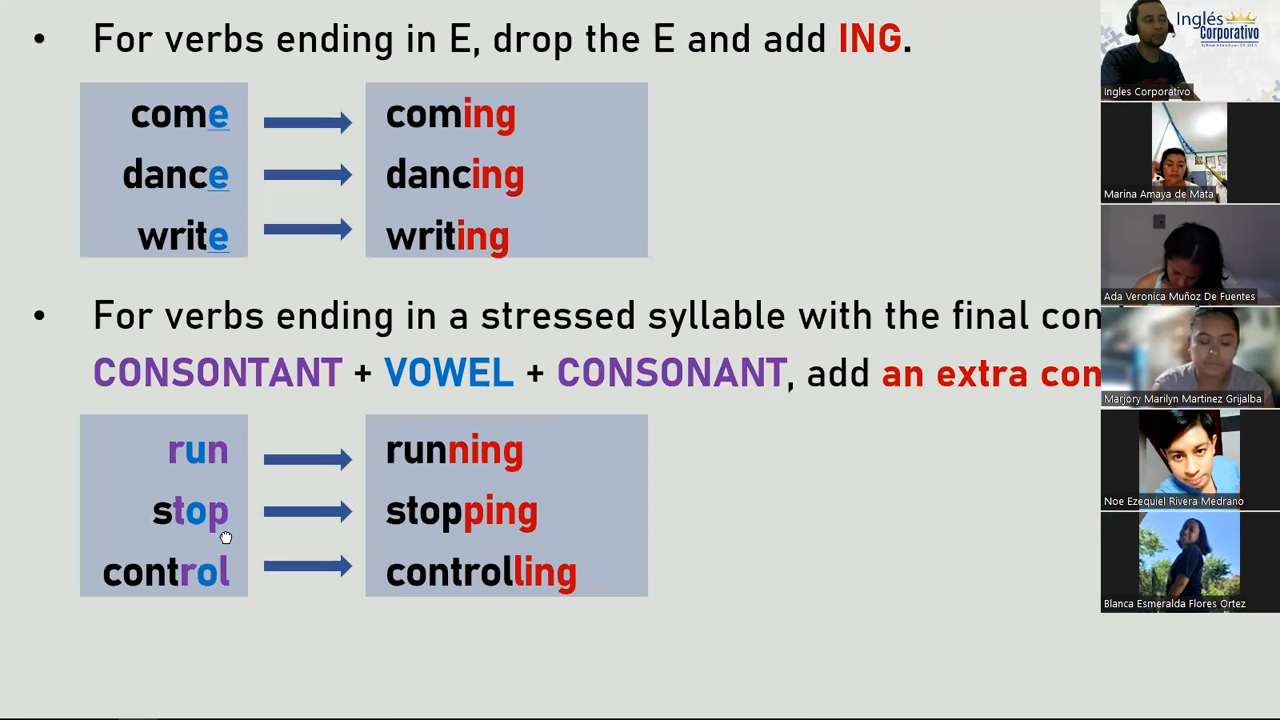 • For verbs ending in E, drop the E and add ING.
come coming
dance dancing
write writing
• For verbs ending in a stressed syllable with the final con
CONSONTANT + VOWEL + CONSONANT, add an extra con
run running
stop stopping
control controlling
Inglés
Corporativo
Ingles Corporativo
Marina Amaya de Mata
Ada Veronica Muñoz De Fuentes
Marjory Marilyn Martinez Grijalba
Noe Ezequiel Rivera Medrano
Blanca Esmeralda Flores Ortez